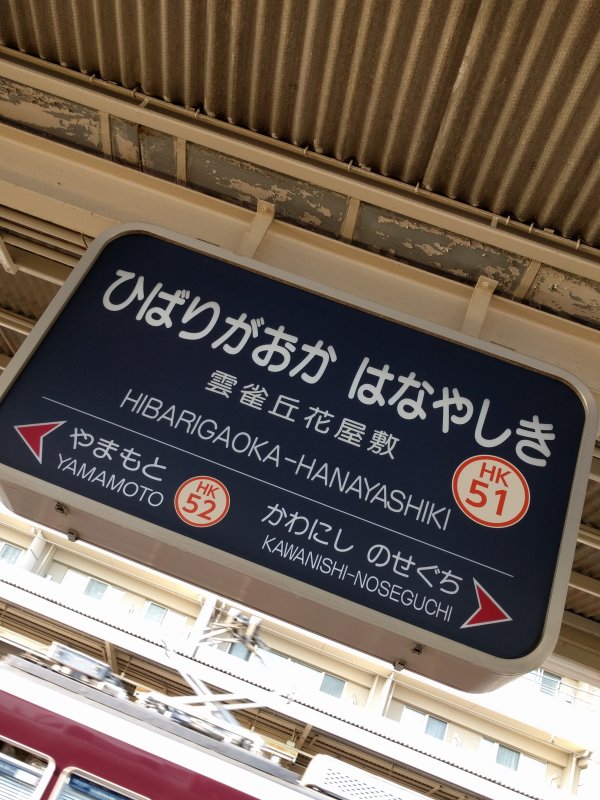 ひばりがおか はなやしき
雲雀丘花屋敷
HIBARIGAOKA-HANAYASHIKI
HK
51
やまもと
YAMAMOTO
HK
52
かわにし のせぐち
KAWANISHI-NOSEGUCHI